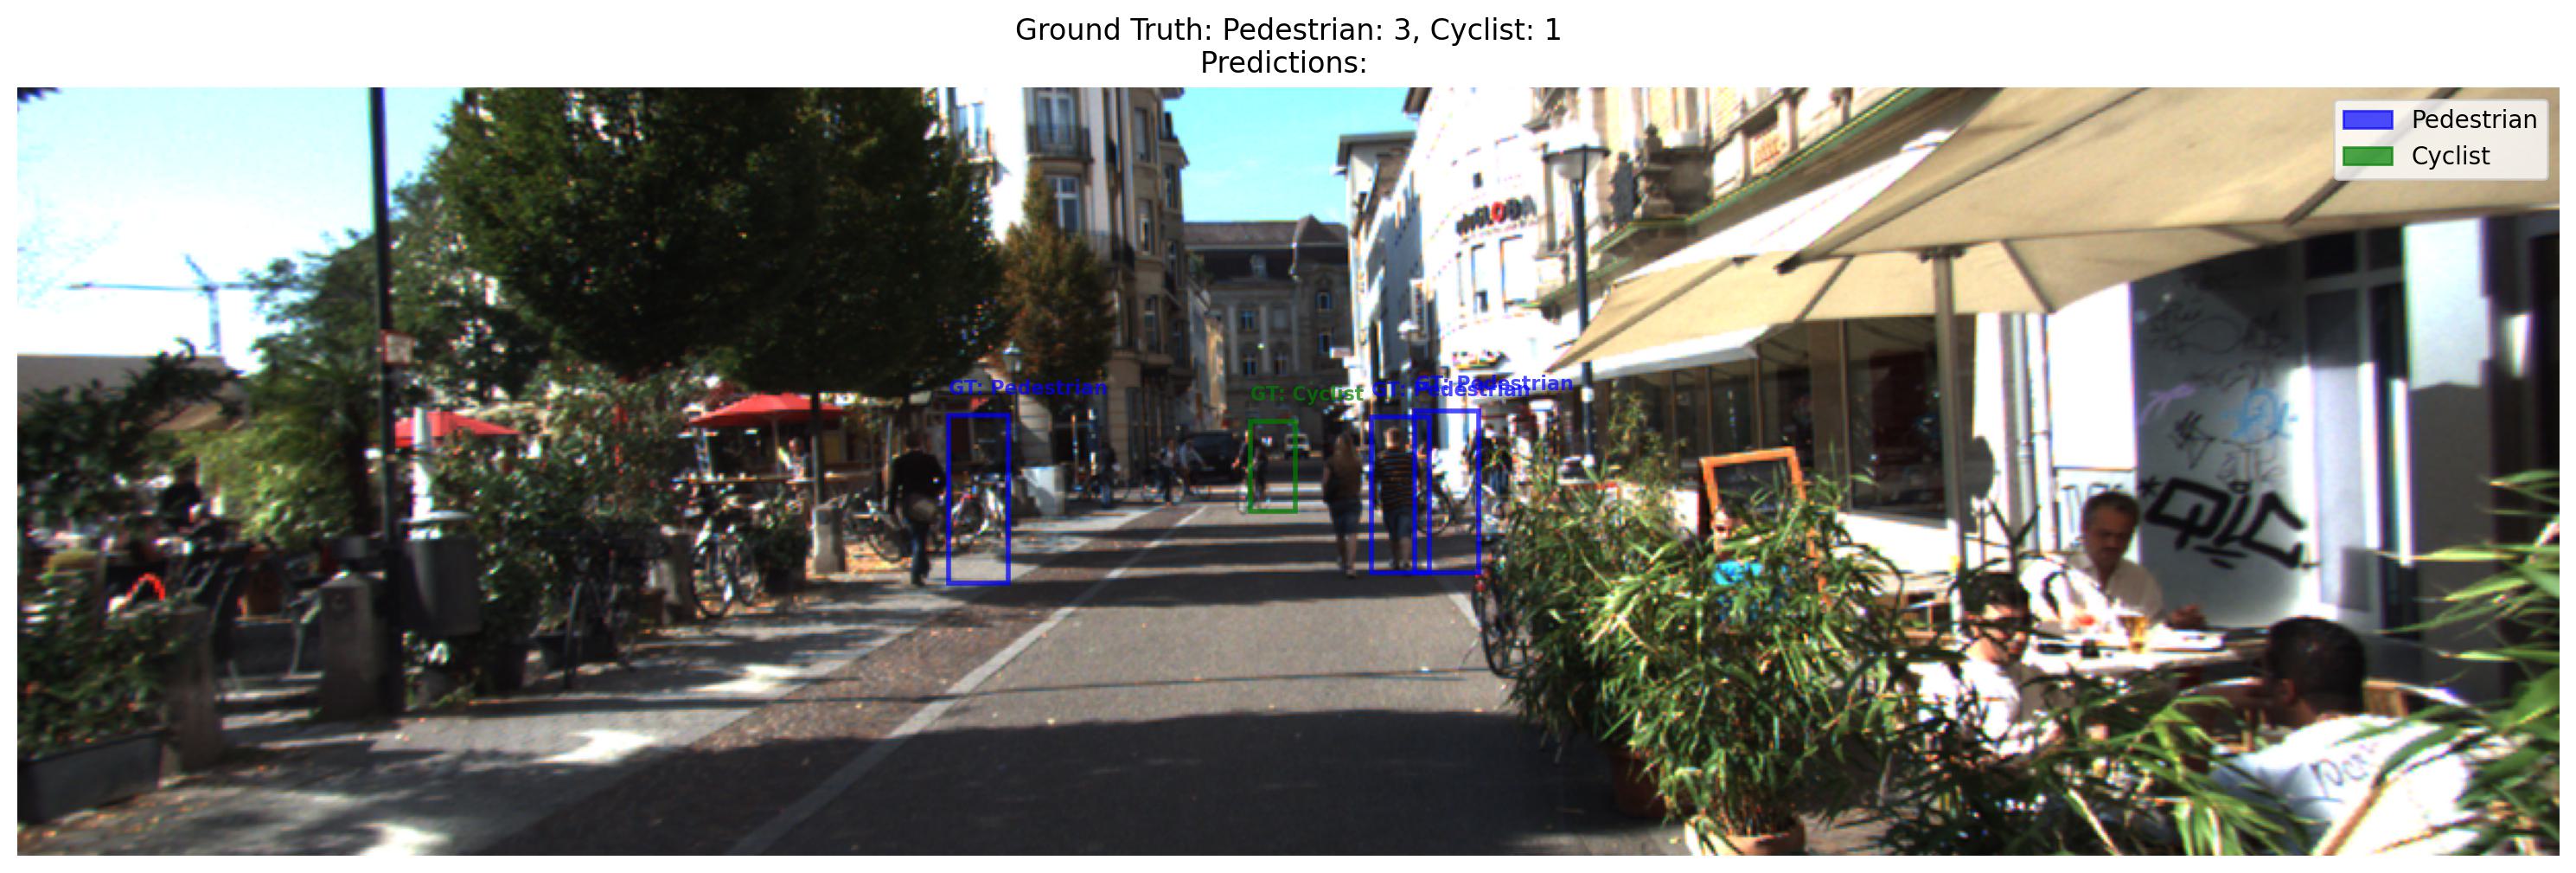 Ground Truth: Pedestrian: 3, Cyclist: 1
Predictions:
Pedestrian
Cyclist
GT: Pedestrian
GT: Cyclist
GT: Pedestrian
GT: Pedestrian